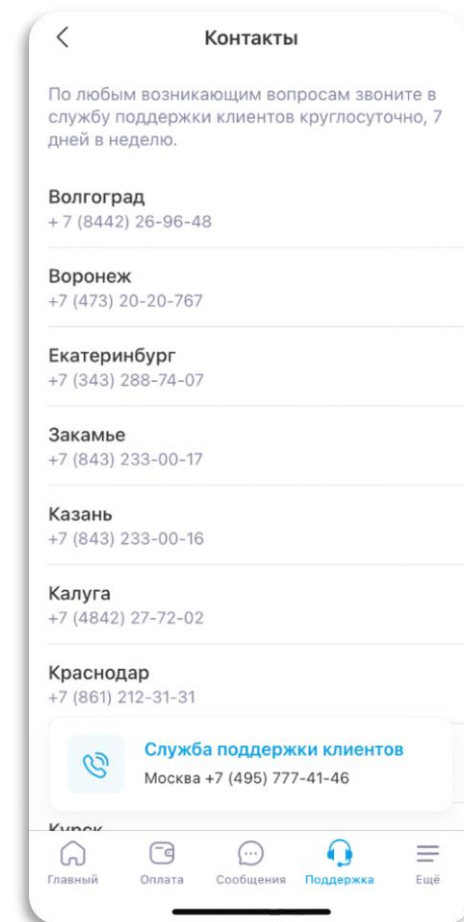 Контакты
По любым возникающим вопросам звоните в
службу поддержки клиентов круглосуточно, 7
дней в неделю.
Волгоград
+ 7 (8442) 26-96-48
Воронеж
+7 (473) 20-20-767
Екатеринбург
+7 (343) 288-74-07
Закамье
+7 (843) 233-00-17
Казань
+7 (843) 233-00-16
Калуга
+7 (4842) 27-72-02
Краснодар
+7 (861) 212-31-31
Служба поддержки клиентов
Москва +7 (495) 777-41-46
Курск
Главный Оплата Сообщения Поддержка Ещё